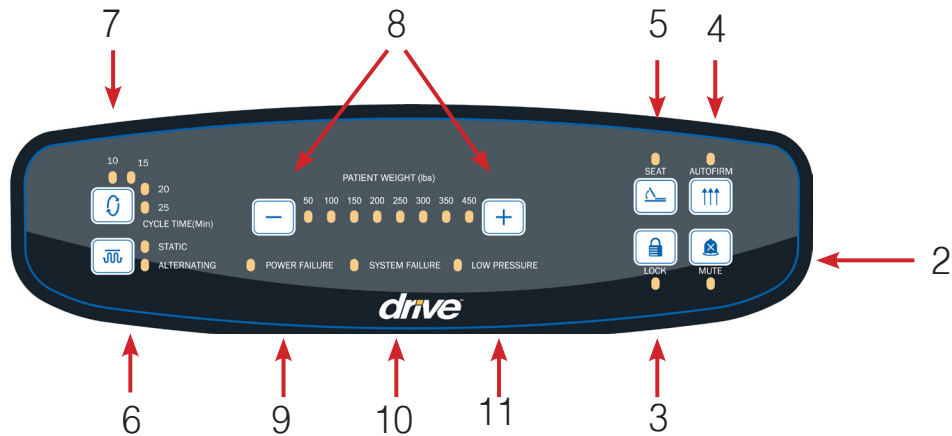 7 8 5 4
10 15
20
25
CYCLE TIME(Min)
PATIENT WEIGHT (lbs)
50 100 150 200 250 300 350 450
SEAT AUTOFIRM
STATIC
ALTERNATING
POWER FAILURE SYSTEM FAILURE LOW PRESSURE
LOCK MUTE
drive
2
6 9 10 11 3